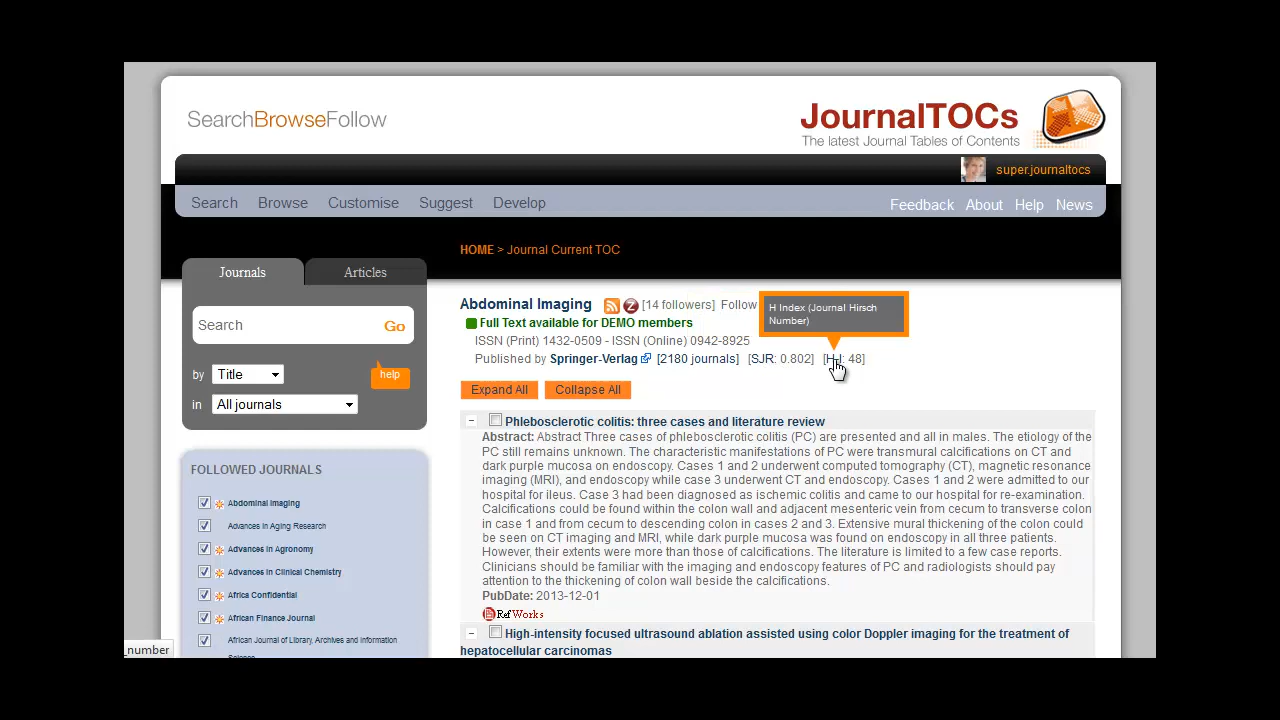 SearchBrowseFollow
JournalTOCs
The latest Journal Tables of Contents
super.journaltocs
Search Browse Customise Suggest Develop
Feedback About Help News
HOME > Journal Current TOC
Journals Articles
Search Go
by Title help
in All journals
FOLLOWED JOURNALS
Abdominal Imaging
Advances in Aging Research
Advances in Agronomy
Advances in Clinical Chemistry
Africa Confidential
African Finance Journal
African Journal of Library, Archives and Information
Science
_number
Abdominal Imaging [14 followers] Follow
H Index (Journal Hirsch
Number)
Full Text available for DEMO members
ISSN (Print) 1432-0509 - ISSN (Online) 0942-8925
Published by Springer-Verlag [2180 journals] [SJR: 0.802] 48]
Expand All Collapse All
Phlebosclerotic colitis: three cases and literature review
Abstract: Abstract Three cases of phlebosclerotic colitis (PC) are presented and all in males. The etiology of the
PC still remains unknown. The characteristic manifestations of PC were transmural calcifications on CT and
dark purple mucosa on endoscopy. Cases 1 and 2 underwent computed tomography (CT), magnetic resonance
imaging (MRI), and endoscopy while case 3 underwent CT and endoscopy. Cases 1 and 2 were admitted to our
hospital for ileus. Case 3 had been diagnosed as ischemic colitis and came to our hospital for re-examination.
Calcifications could be found within the colon wall and adjacent mesenteric vein from cecum to transverse colon
in case 1 and from cecum to descending colon in cases 2 and 3. Extensive mural thickening of the colon could
be seen on CT imaging and MRI, while dark purple mucosa was found on endoscopy in all three patients.
However, their extents were more than those of calcifications. The literature is limited to a few case reports.
Clinicians should be familiar with the imaging and endoscopy features of PC and radiologists should pay
attention to the thickening of colon wall beside the calcifications.
PubDate: 2013-12-01
RefWorks
High-intensity focused ultrasound ablation assisted using color Doppler imaging for the treatment of
hepatocellular carcinomas